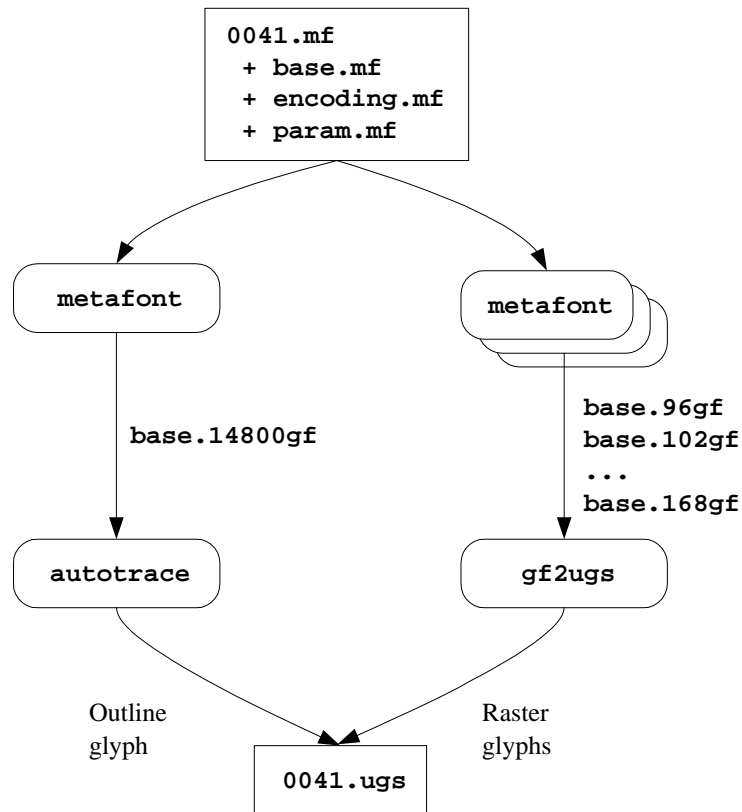 0041.mf
+ base.mf
+ encoding.mf
+ param.mf
metafont
metafont
base.14800gf
base.96gf
base.102gf
...
base.168gf
autotrace
gf2ugs
Outline
glyph
Raster
glyphs
0041.ugs